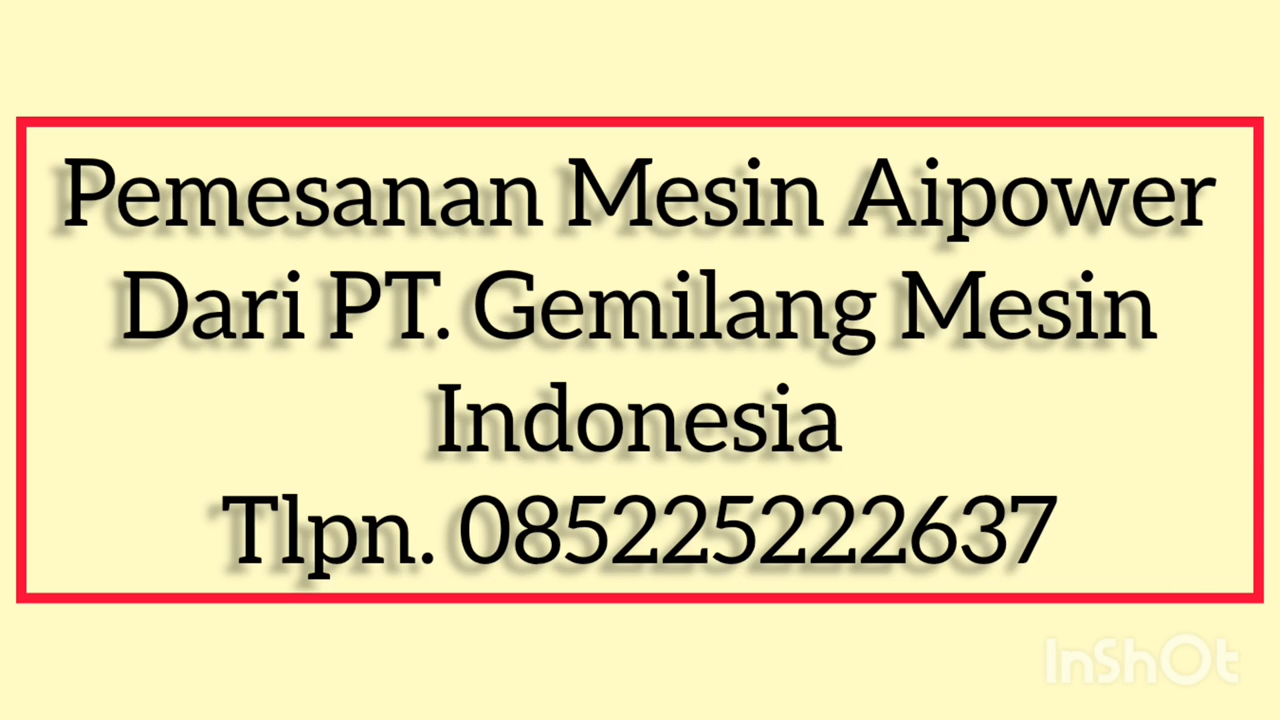 Pemesanan Mesin Aipower
Dari PT. Gemilang Mesin
Indonesia
Tlpn. 085225222637
InShOt